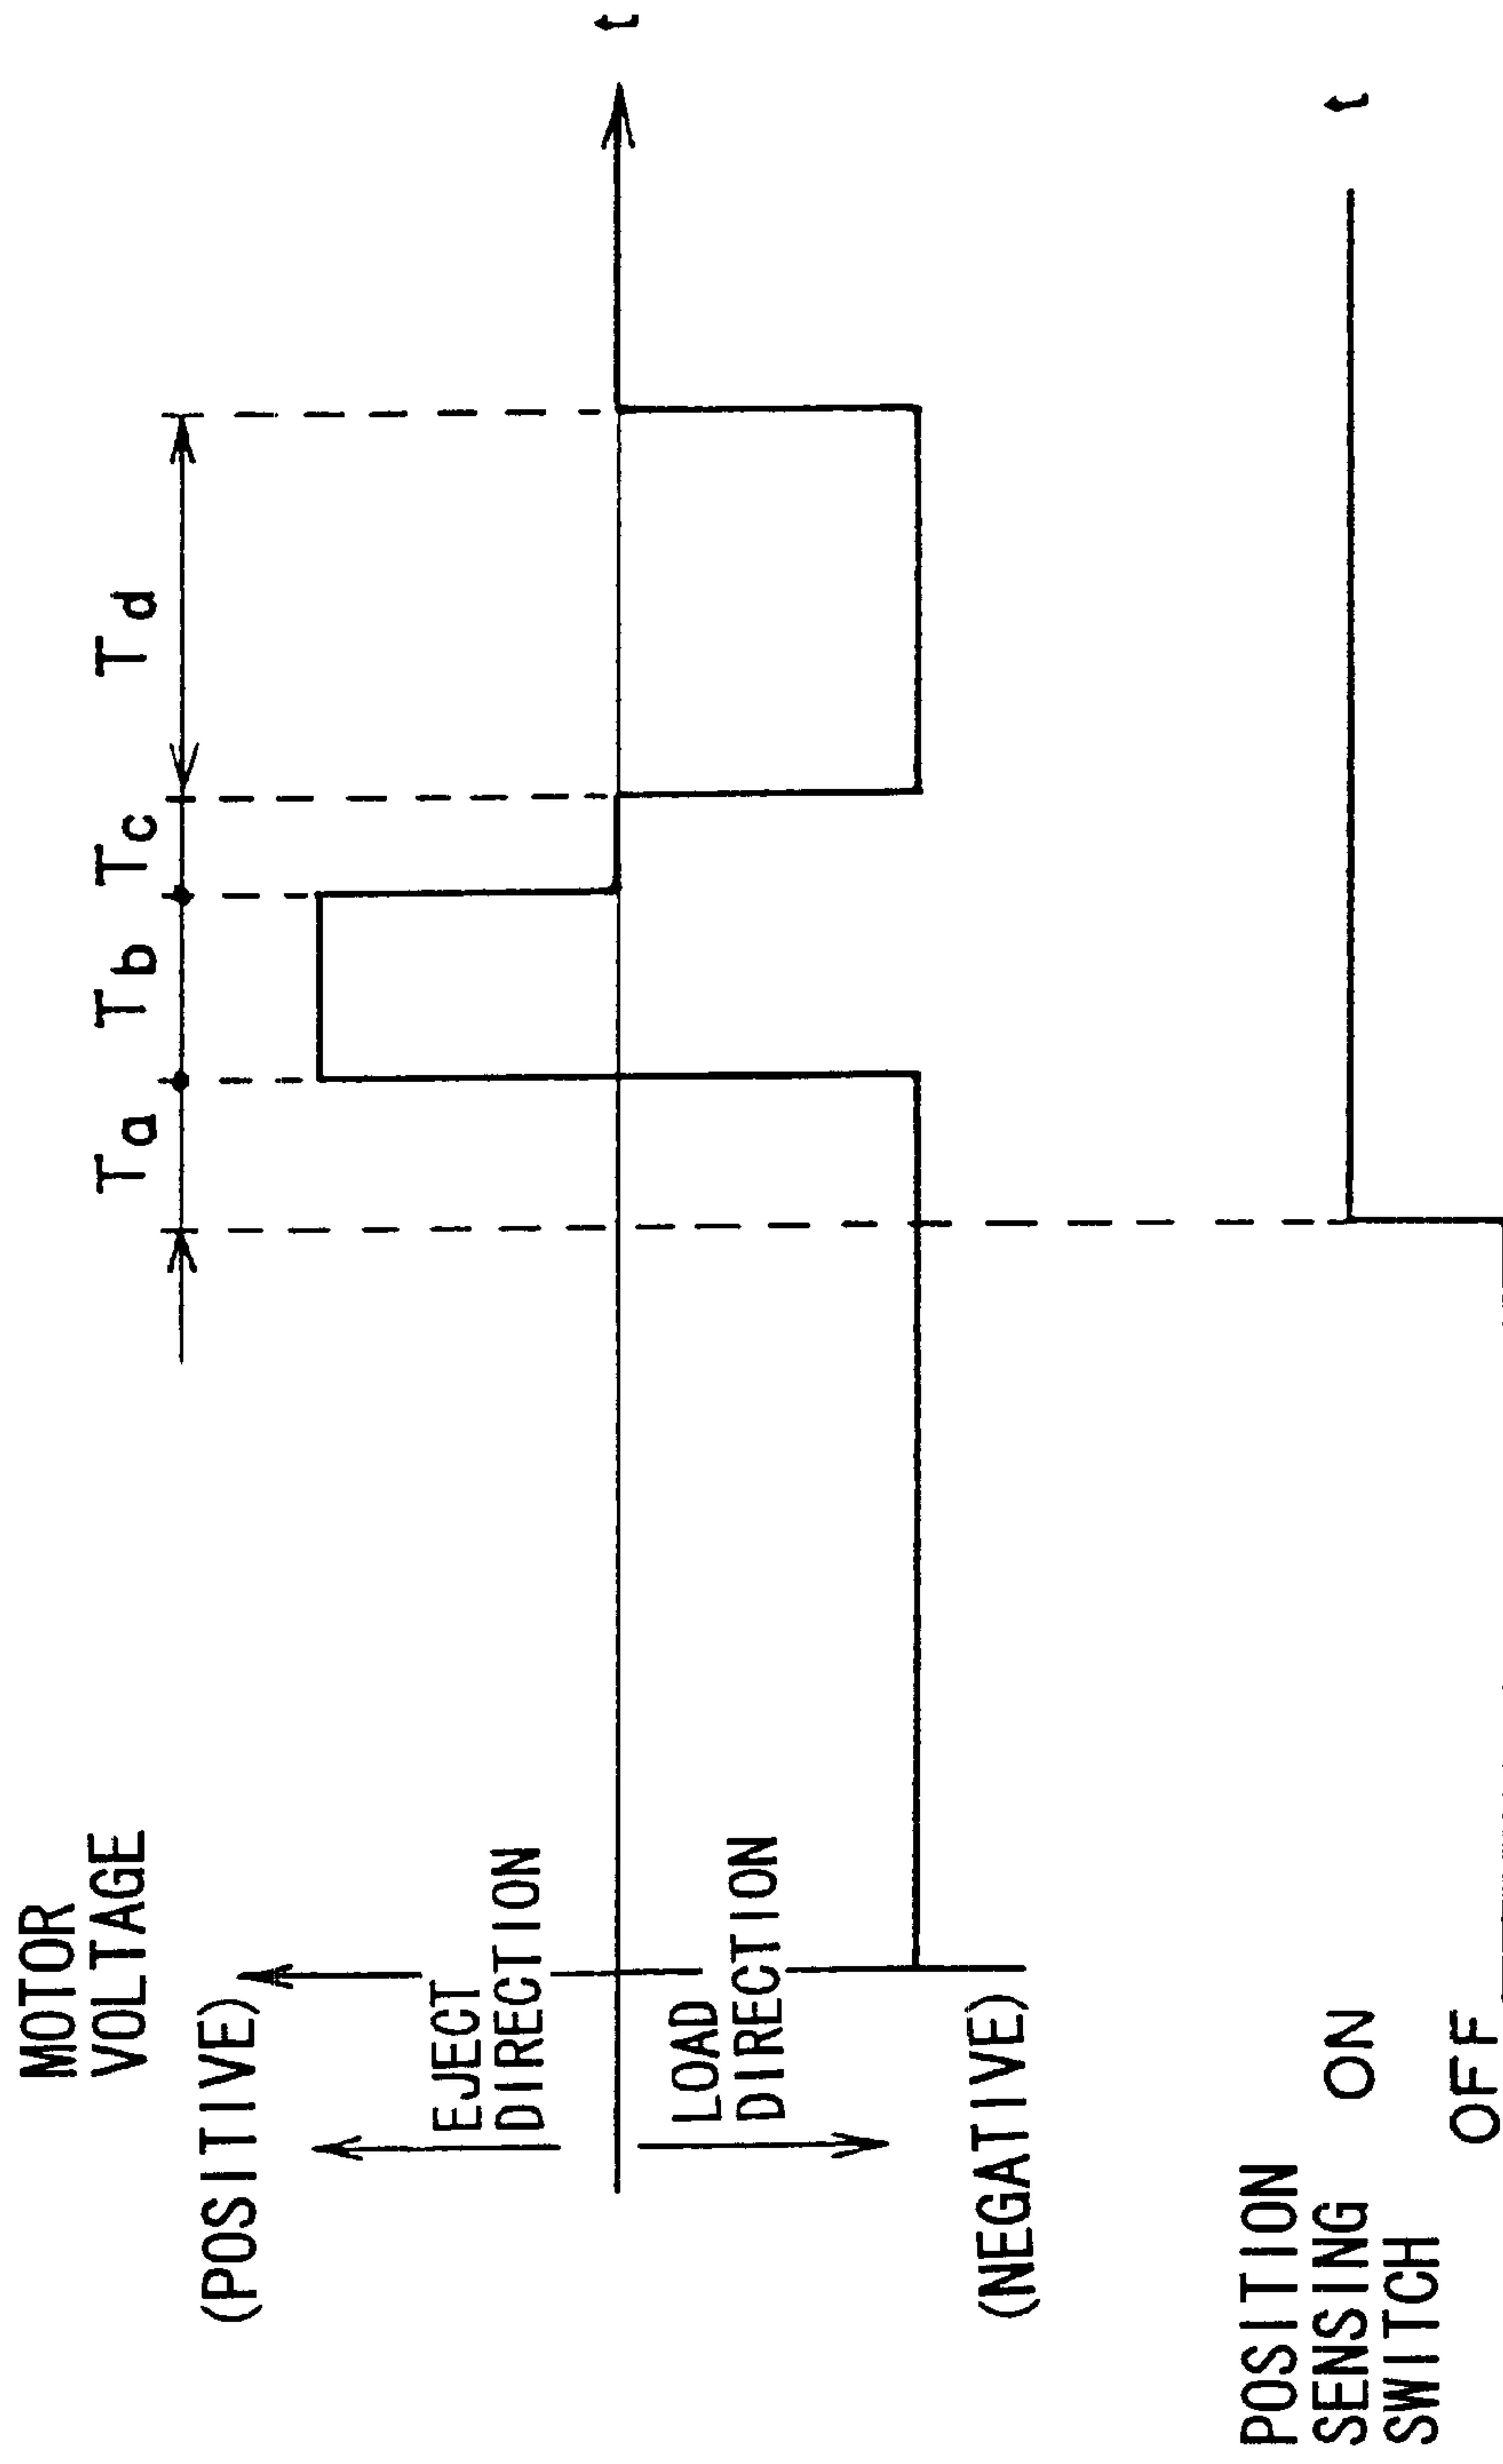 MOTOR
VOLTAGE
(POSITIVE)
Ta
Tb
Tc
Td
EJECT
DIRECTION
t
LOAD
DIRECTION
(NEGATIVE)
POSITION
SENSING
SWITCH
ON
t
OFF